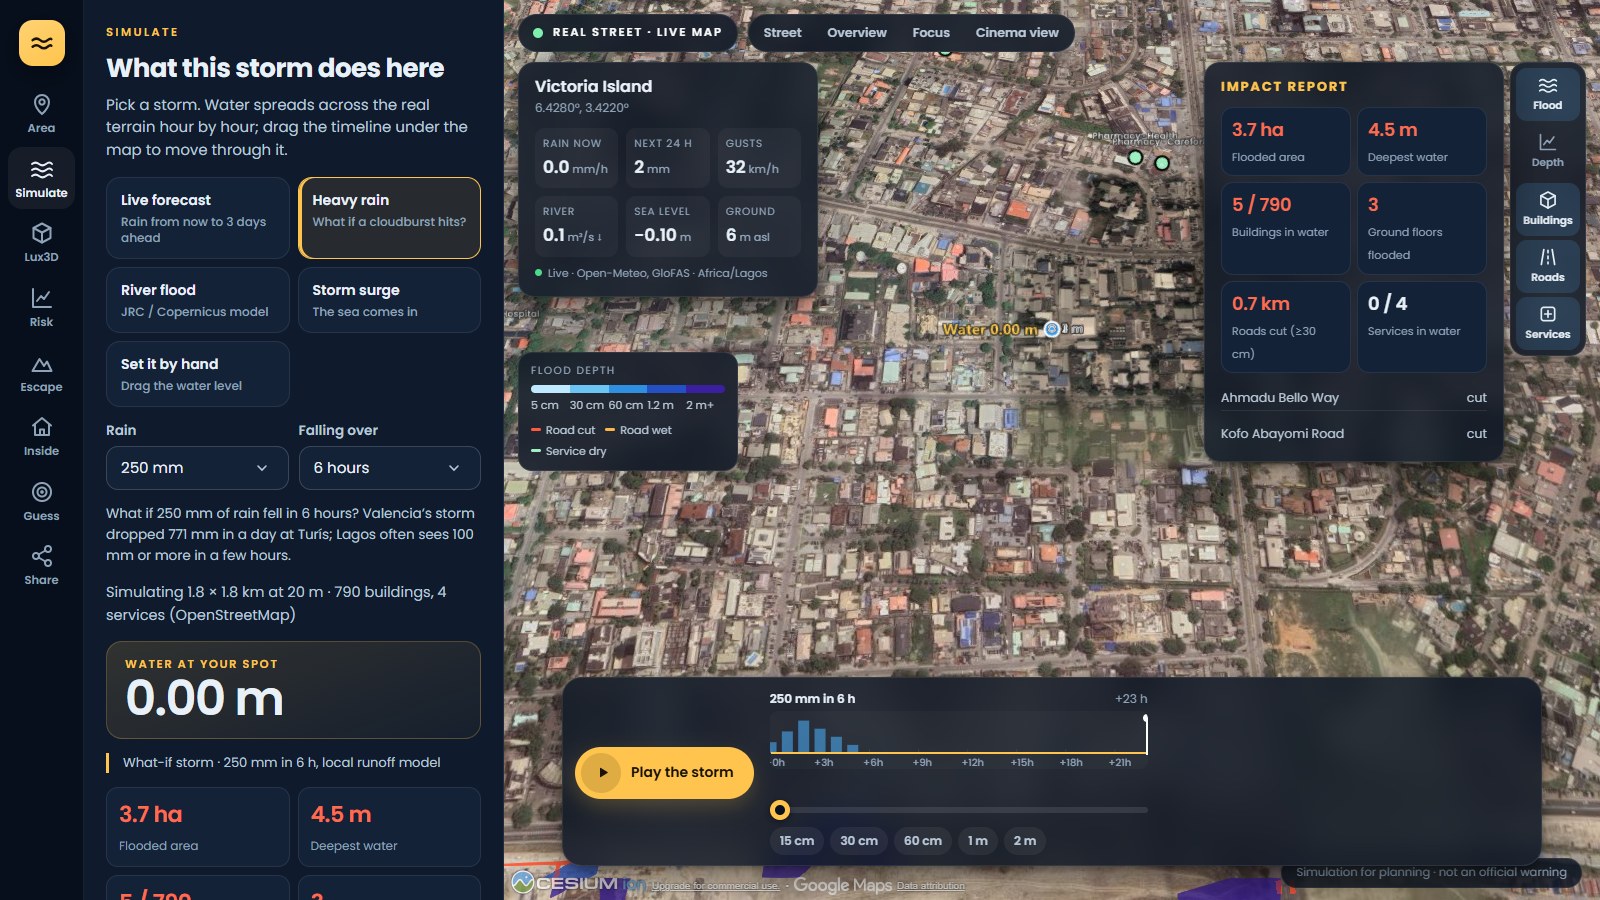 Area
Simulate
Lux3D
Risk
Escape
Inside
Guess
Share
SIMULATE
What this storm does here
Pick a storm. Water spreads across the real
terrain hour by hour; drag the timeline under the
map to move through it.
Live forecast
Rain from now to 3 days
ahead
Heavy rain
What if a cloudburst hits?
River flood
JRC / Copernicus model
Storm surge
The sea comes in
Set it by hand
Drag the water level
Rain
Falling over
250 mm
6 hours
What if 250 mm of rain fell in 6 hours? Valencia's storm
dropped 771 mm in a day at Turís; Lagos often sees 100
mm or more in a few hours.
Simulating 1.8 × 1.8 km at 20 m · 790 buildings, 4
services (OpenStreetMap)
WATER AT YOUR SPOT
0.00 m
What-if storm · 250 mm in 6 h, local runoff model
3.7 ha
Flooded area
4.5 m
Deepest water
5 / 790
3
REAL STREET · LIVE MAP
Street
Overview
Focus
Cinema view
Victoria Island
6.4280°, 3.4220°
RAIN NOW
0.0 mm/h
NEXT 24 H
2 mm
GUSTS
32 km/h
RIVER
0.1 m³/s ↓
SEA LEVEL
−0.10 m
GROUND
6 m asl
Live · Open-Meteo, GloFAS · Africa/Lagos
Pharmacy
Water 0.00 m
FLOOD DEPTH
5 cm
30 cm
60 cm
1.2 m
2 m+
Road cut
Road wet
Service dry
IMPACT REPORT
3.7 ha
Flooded area
4.5 m
Deepest water
5 / 790
Buildings in water
3
Ground floors
flooded
0.7 km
Roads cut (≥30
cm)
0 / 4
Services in water
Ahmadu Bello Way
cut
Kofo Abayomi Road
cut
Flood
Depth
Buildings
Roads
Services
Play the storm
250 mm in 6 h
+23 h
0h
+3h
+6h
+9h
+12h
+15h
+18h
+21h
15 cm
30 cm
60 cm
1 m
2 m
CESIUM ion
Upgrade for commercial use.
Google Maps
Data attribution
Simulation for planning · not an official warning